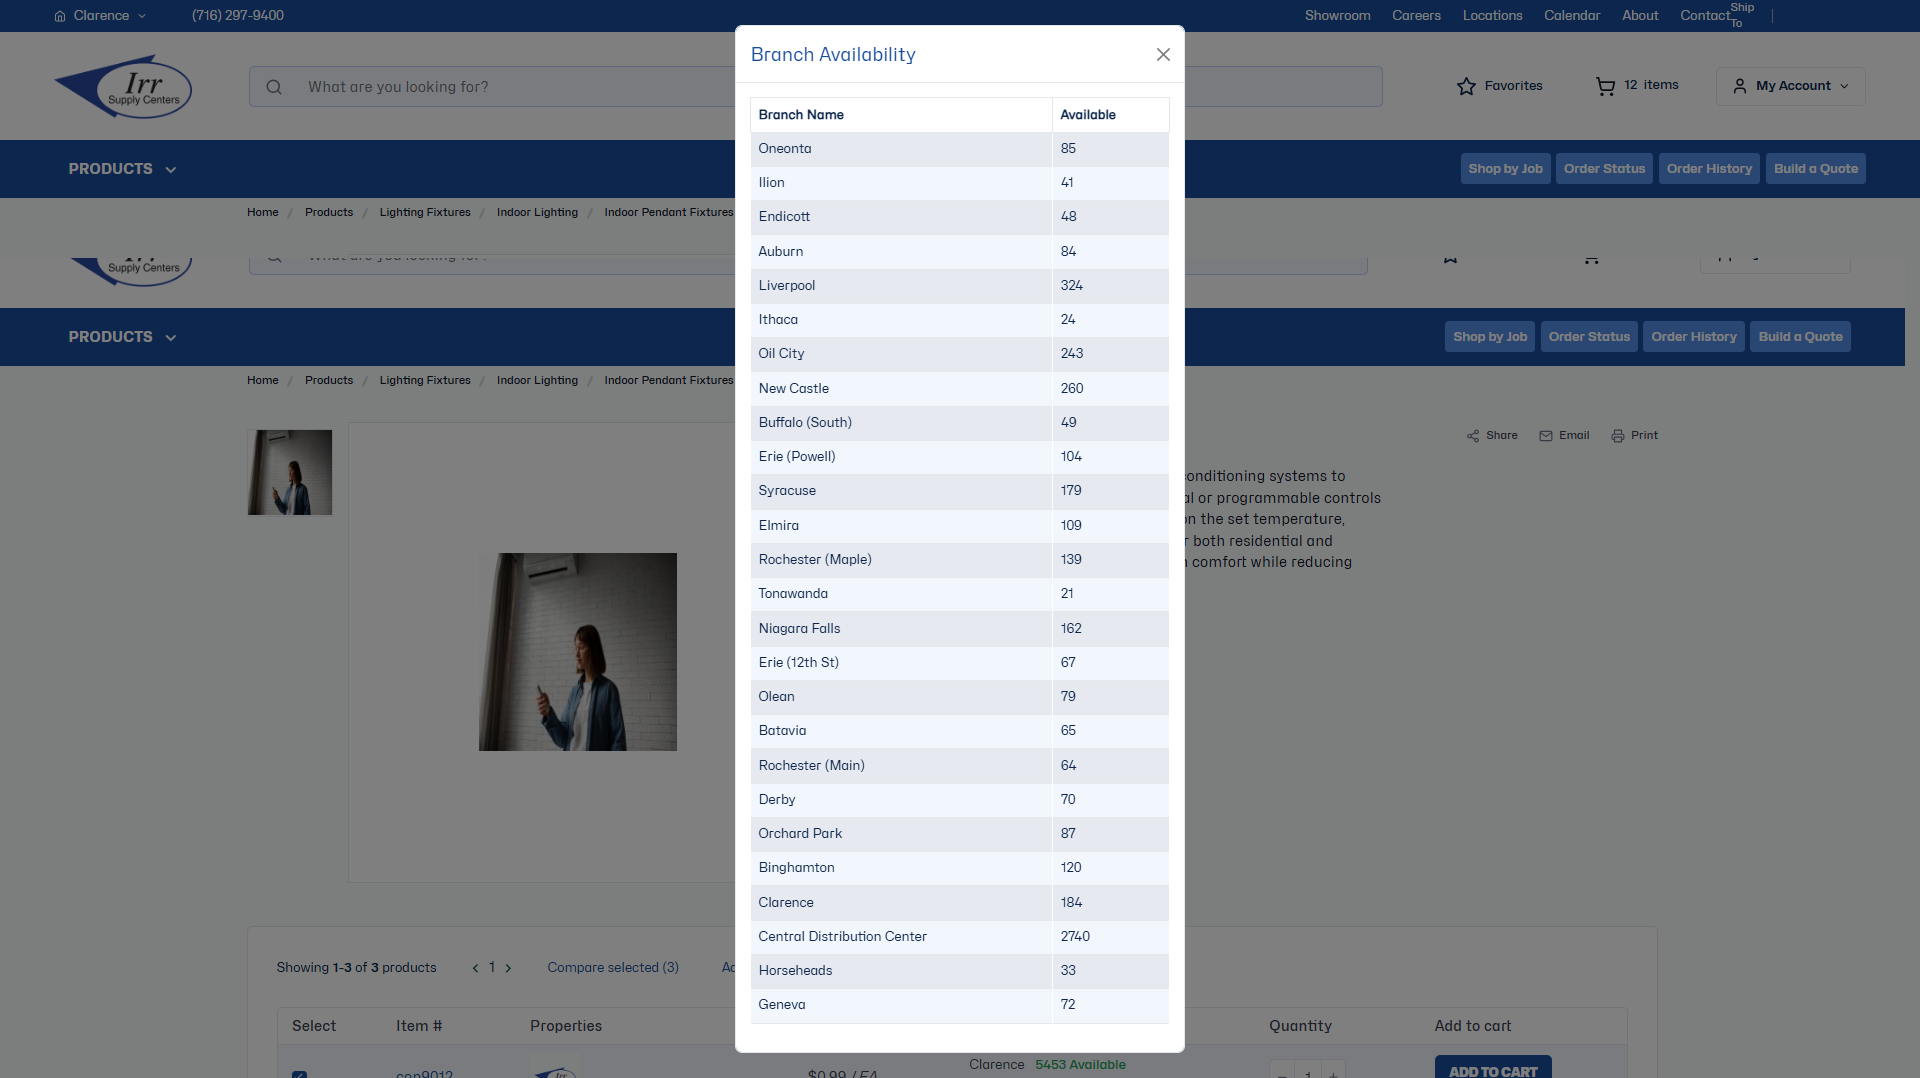 Clarence
(716) 297-9400
Showroom
Careers
Locations
Calendar
About
Contact
Ship To
Irr
Supply Centers
What are you looking for?
Favorites
12 items
My Account
PRODUCTS
Shop by Job
Order Status
Order History
Build a Quote
Home / Products / Lighting Fixtures / Indoor Lighting / Indoor Pendant Fixtures
Supply Centers
PRODUCTS
Shop by Job
Order Status
Order History
Build a Quote
Home / Products / Lighting Fixtures / Indoor Lighting / Indoor Pendant Fixtures
Share
Email
Print
conditioning systems to
or programmable controls
the set temperature,
both residential and
comfort while reducing
Branch Availability
Branch Name Available
Oneonta 85
Ilion 41
Endicott 48
Auburn 84
Liverpool 324
Ithaca 24
Oil City 243
New Castle 260
Buffalo (South) 49
Erie (Powell) 104
Syracuse 179
Elmira 109
Rochester (Maple) 139
Tonawanda 21
Niagara Falls 162
Erie (12th St) 67
Olean 79
Batavia 65
Rochester (Main) 64
Derby 70
Orchard Park 87
Binghamton 120
Clarence 184
Central Distribution Center 2740
Horseheads 33
Geneva 72
Showing 1-3 of 3 products
1
Compare selected (3)
Select Item # Properties Quantity Add to cart
con9012
$0.99 / EA
Clarence 5453 Available
1
ADD TO CART